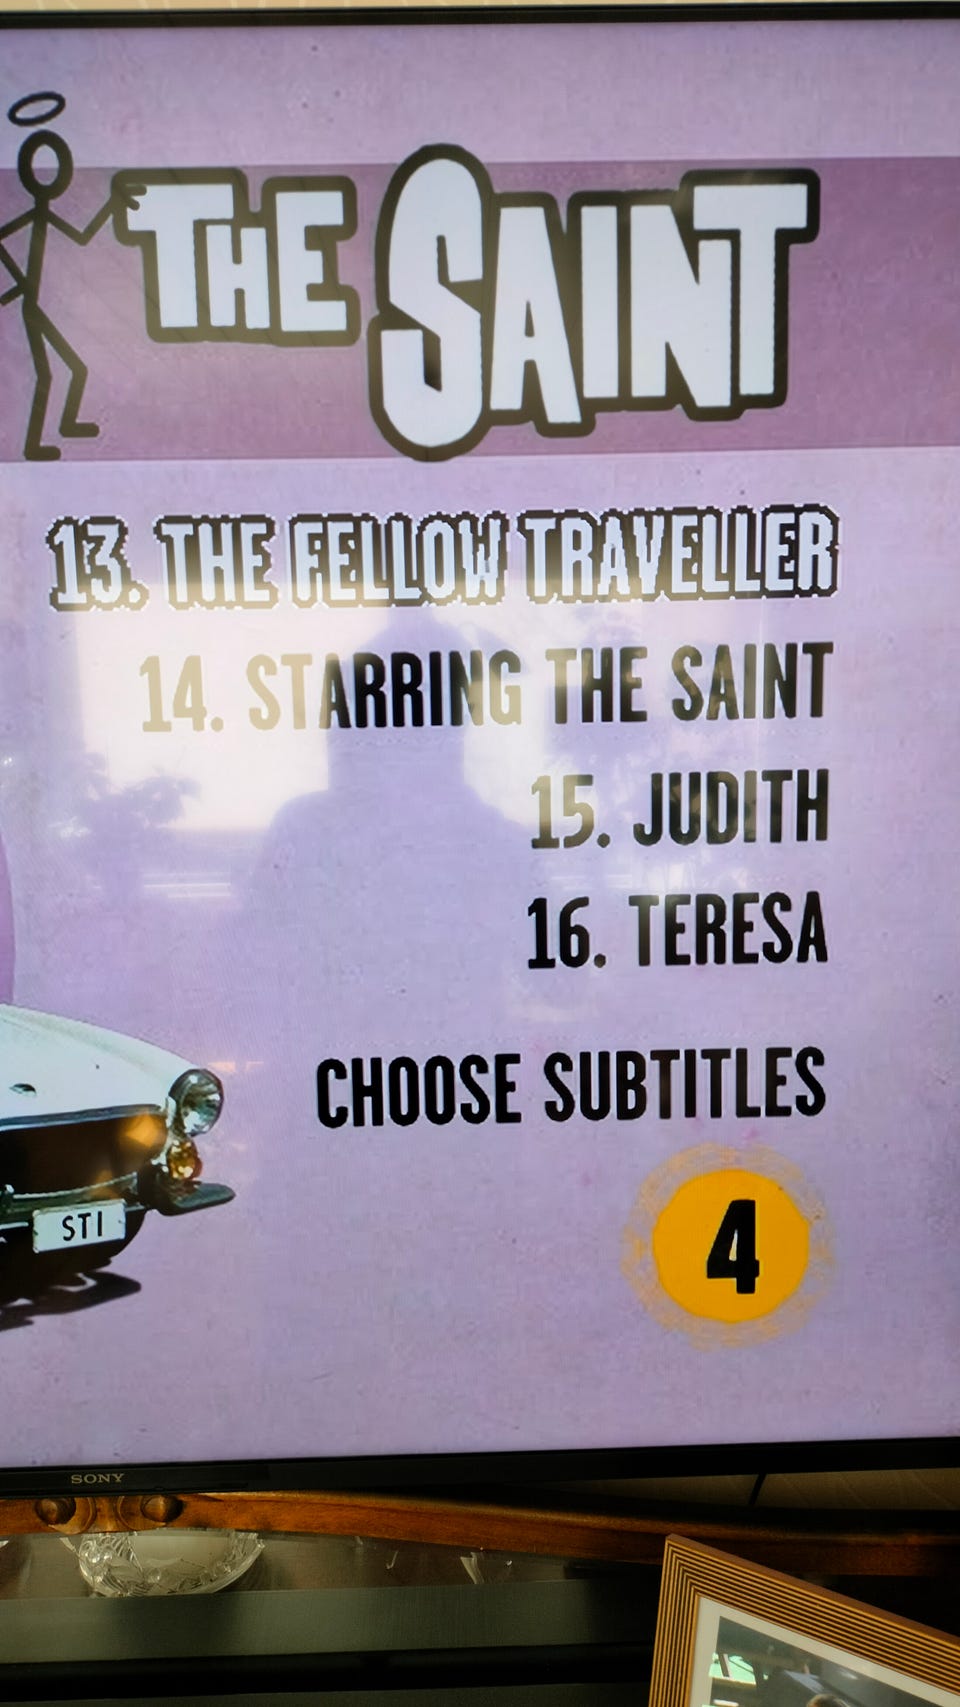 THE SAINT
13. THE FELLOW TRAVELLER
14. STARRING THE SAINT
15. JUDITH
16. TERESA
CHOOSE SUBTITLES
4
ST1
SONY